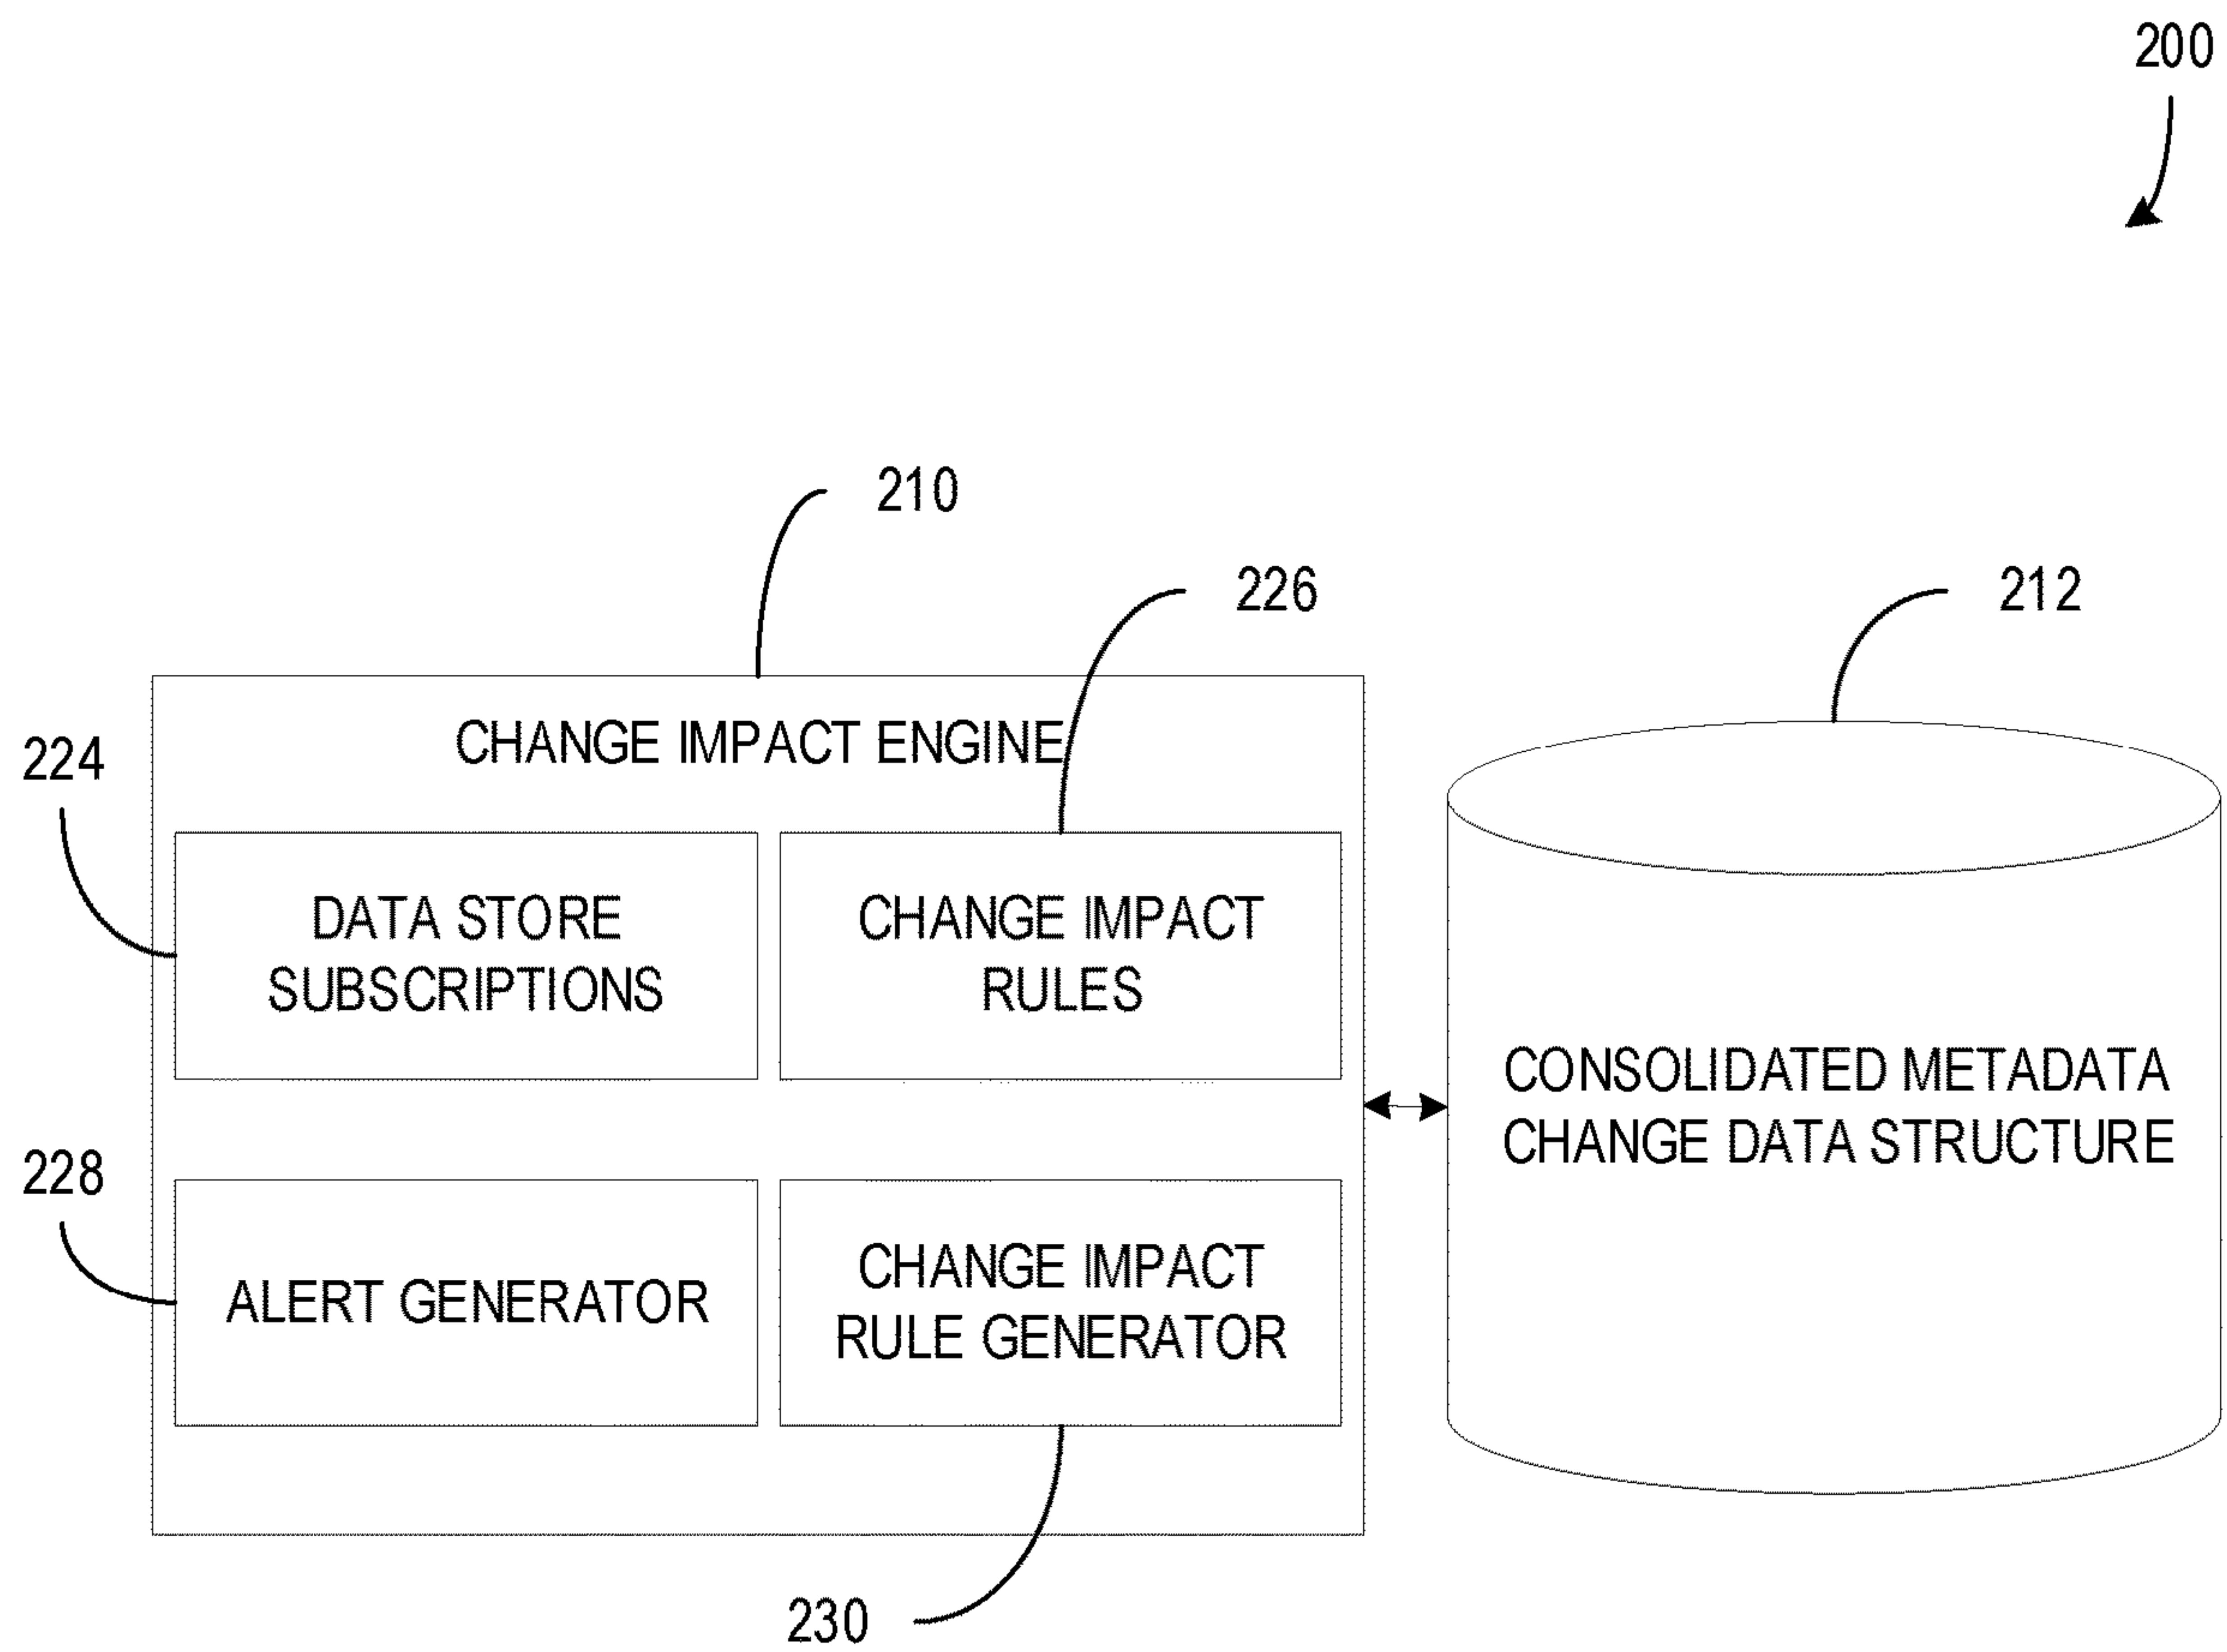 200
210
226
212
CHANGE IMPACT ENGINE
224
DATA STORE
SUBSCRIPTIONS
CHANGE IMPACT
RULES
CONSOLIDATED METADATA
CHANGE DATA STRUCTURE
228
ALERT GENERATOR
CHANGE IMPACT
RULE GENERATOR
230